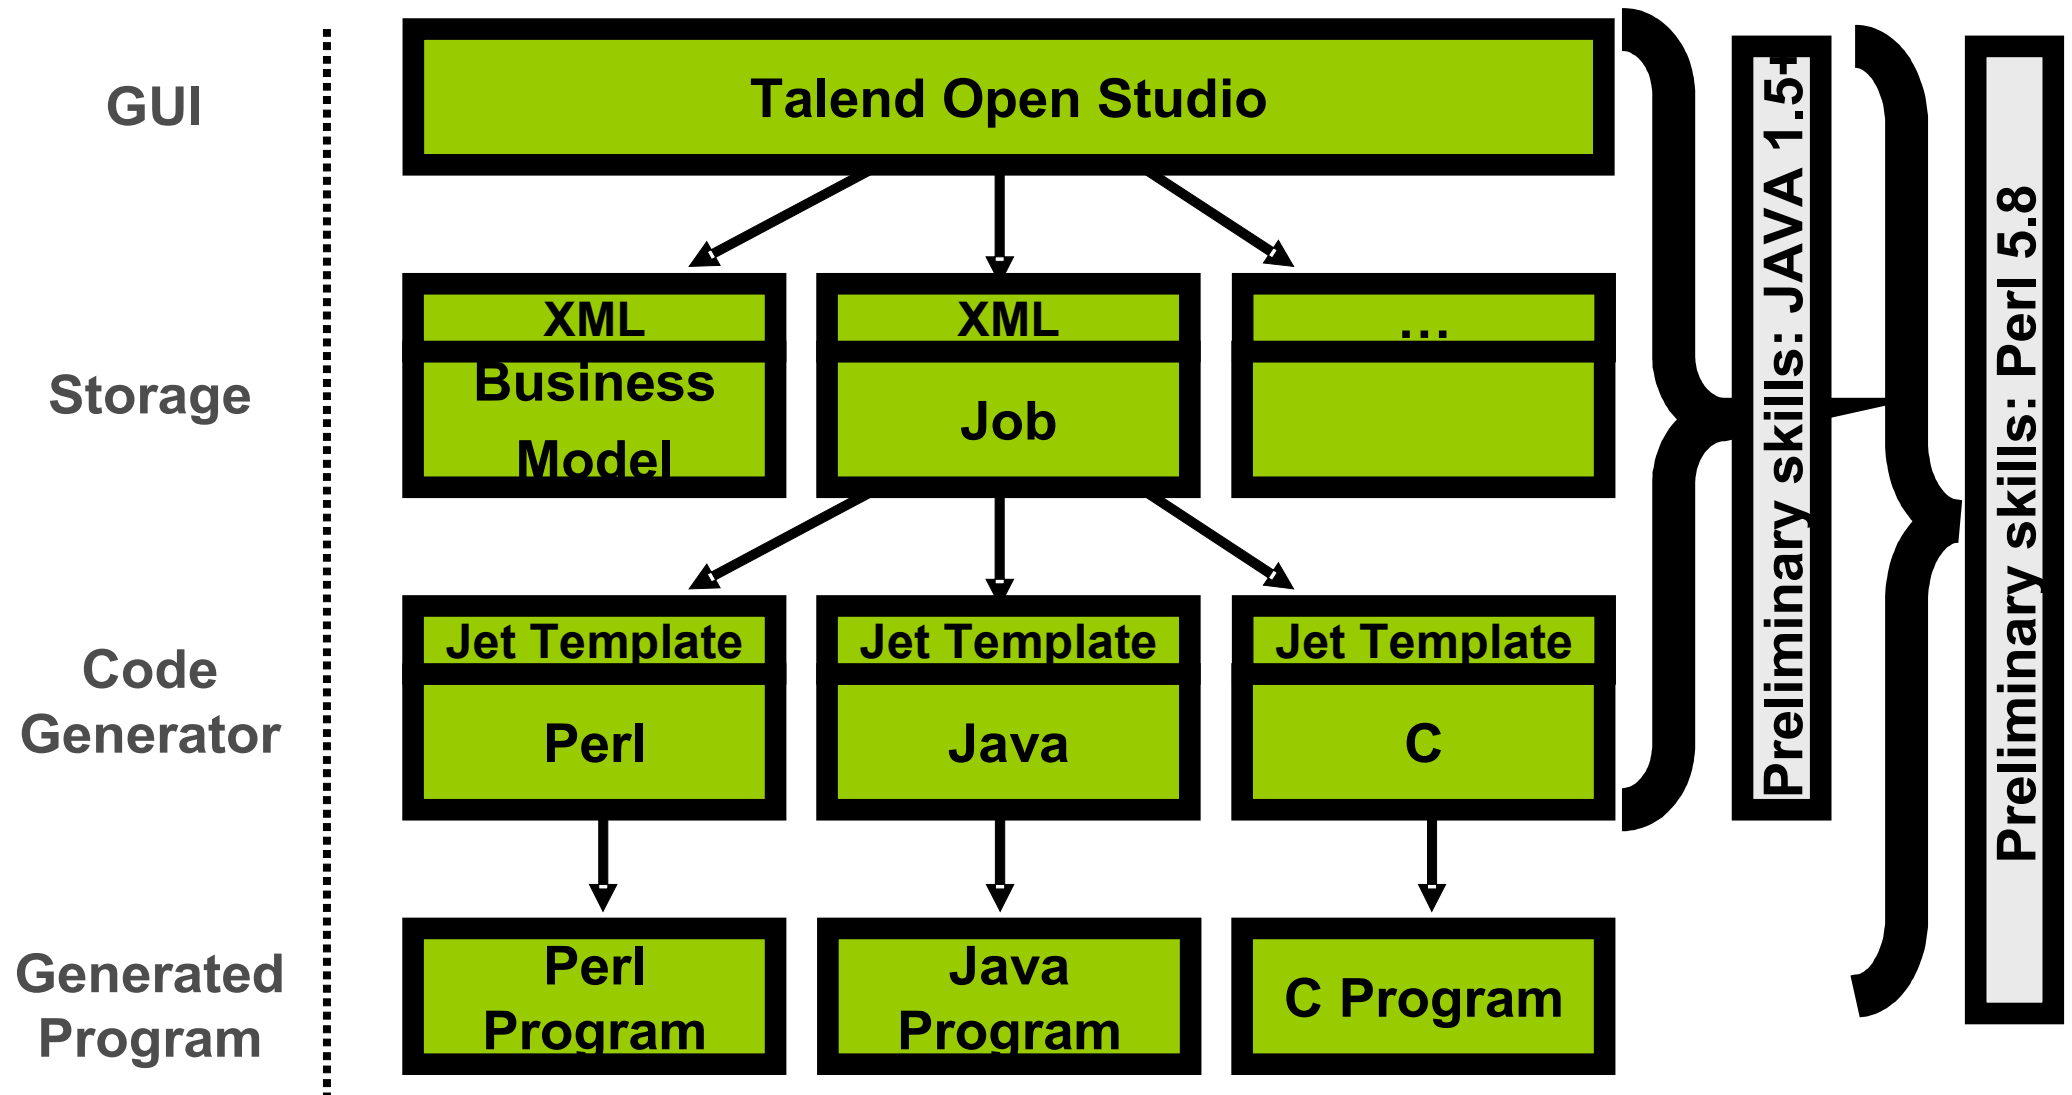 GUI
Talend Open Studio
Storage
XML
Business
Model
XML
Job
...
Code
Generator
Jet Template
Perl
Jet Template
Java
Jet Template
C
Generated
Program
Perl
Program
Java
Program
C Program
Preliminary skills: JAVA 1.5+
Preliminary skills: Perl 5.8